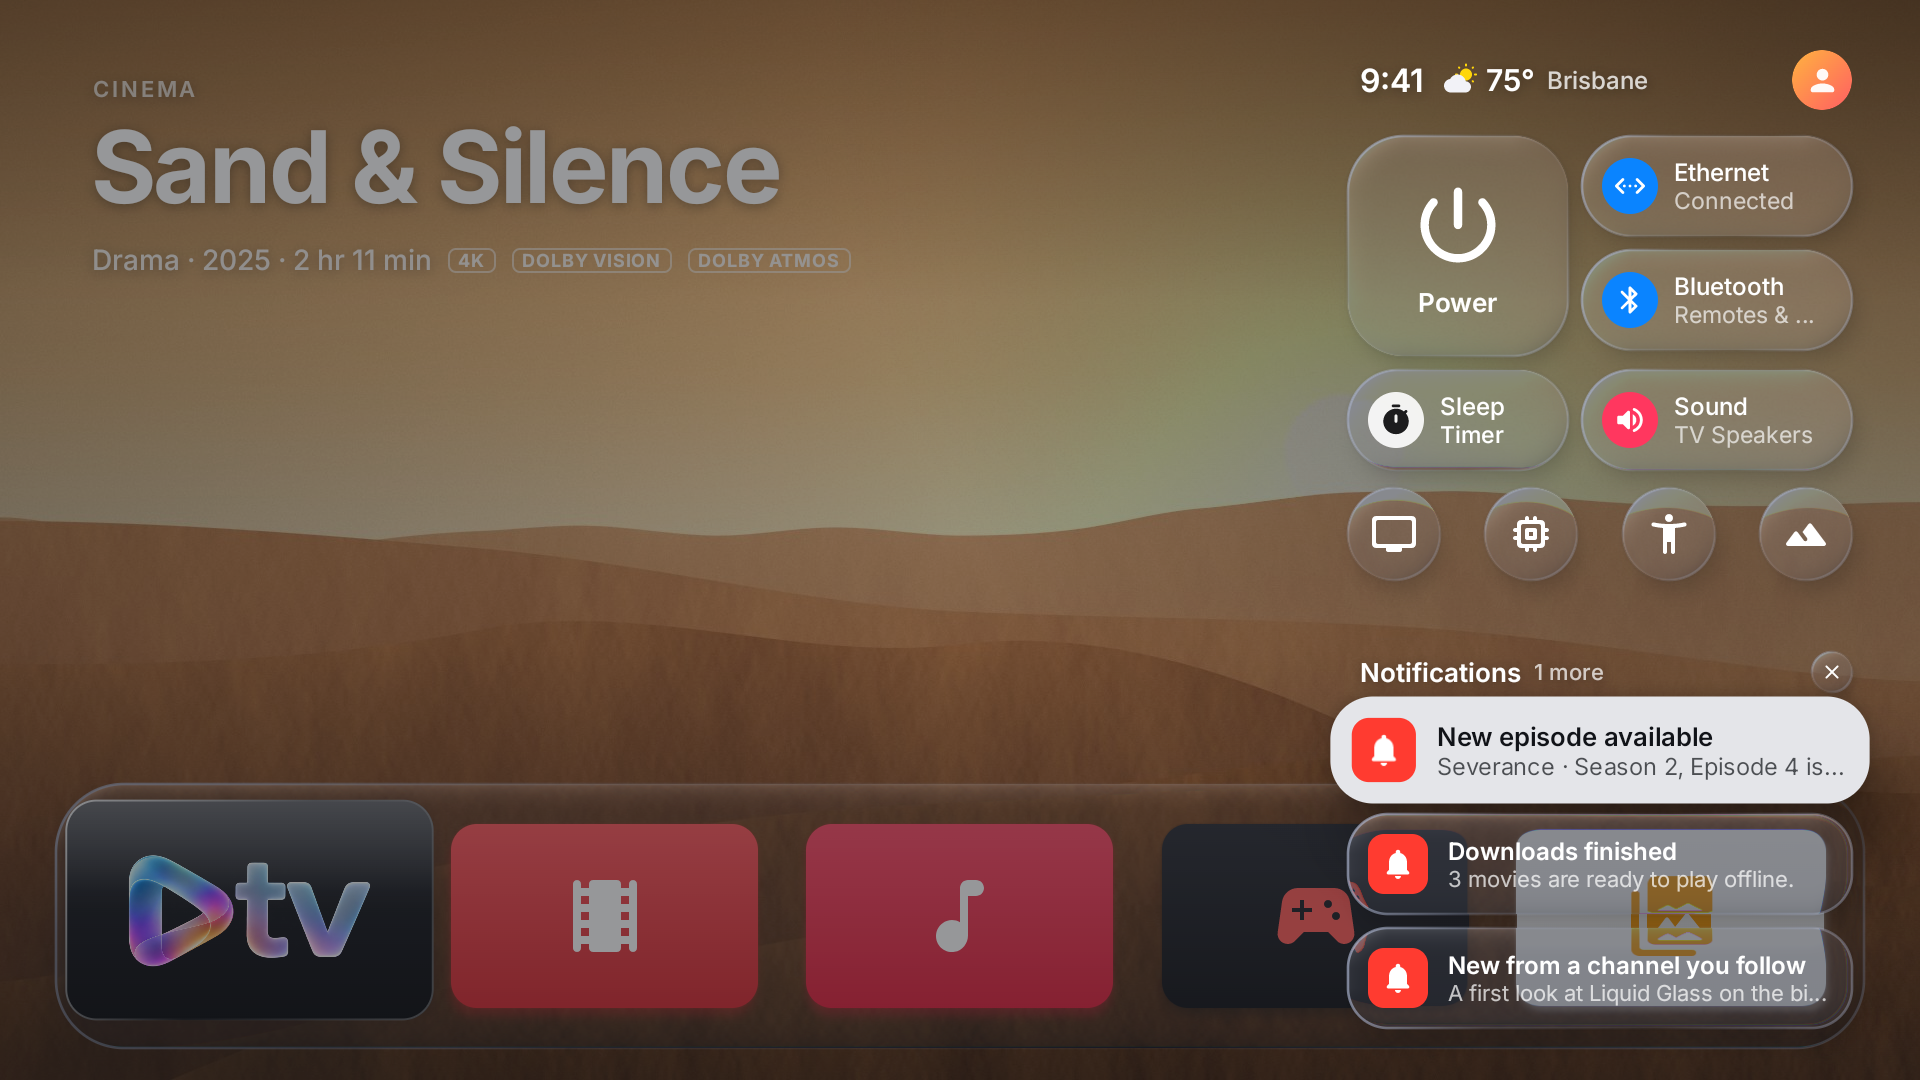 CINEMA
Sand & Silence
Drama · 2025 · 2 hr 11 min 4K DOLBY VISION DOLBY ATMOS
9:41 75° Brisbane
Power
Ethernet
Connected
Bluetooth
Remotes & ...
Sleep
Timer
Sound
TV Speakers
Notifications 1 more
New episode available
Severance · Season 2, Episode 4 is...
Downloads finished
3 movies are ready to play offline.
New from a channel you follow
A first look at Liquid Glass on the bi...
tv